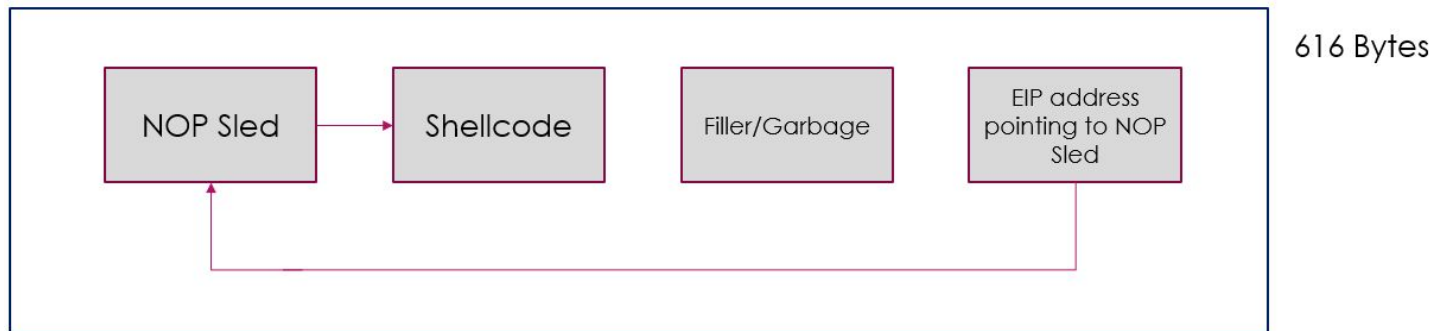 616 Bytes
NOP Sled
Shellcode
Filler/Garbage
EIP address
pointing to NOP
Sled